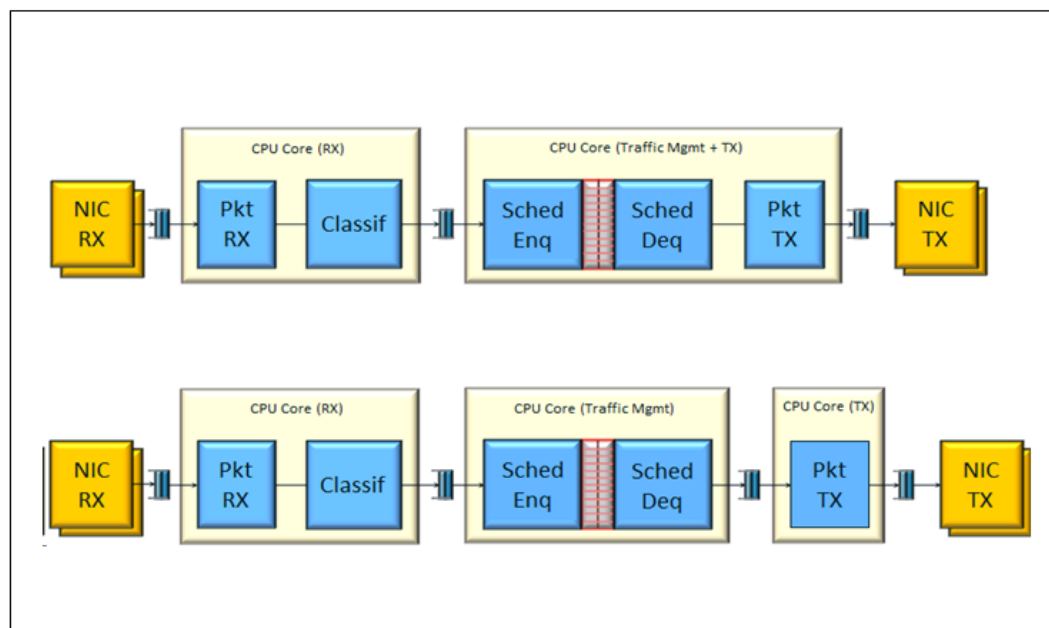 CPU Core (RX)
CPU Core (Traffic Mgmt + TX)
NIC
RX
Pkt
RX
Classif
Sched
Enq
Sched
Deq
Pkt
TX
NIC
TX
CPU Core (RX)
CPU Core (Traffic Mgmt)
CPU Core (TX)
NIC
RX
Pkt
RX
Classif
Sched
Enq
Sched
Deq
Pkt
TX
NIC
TX